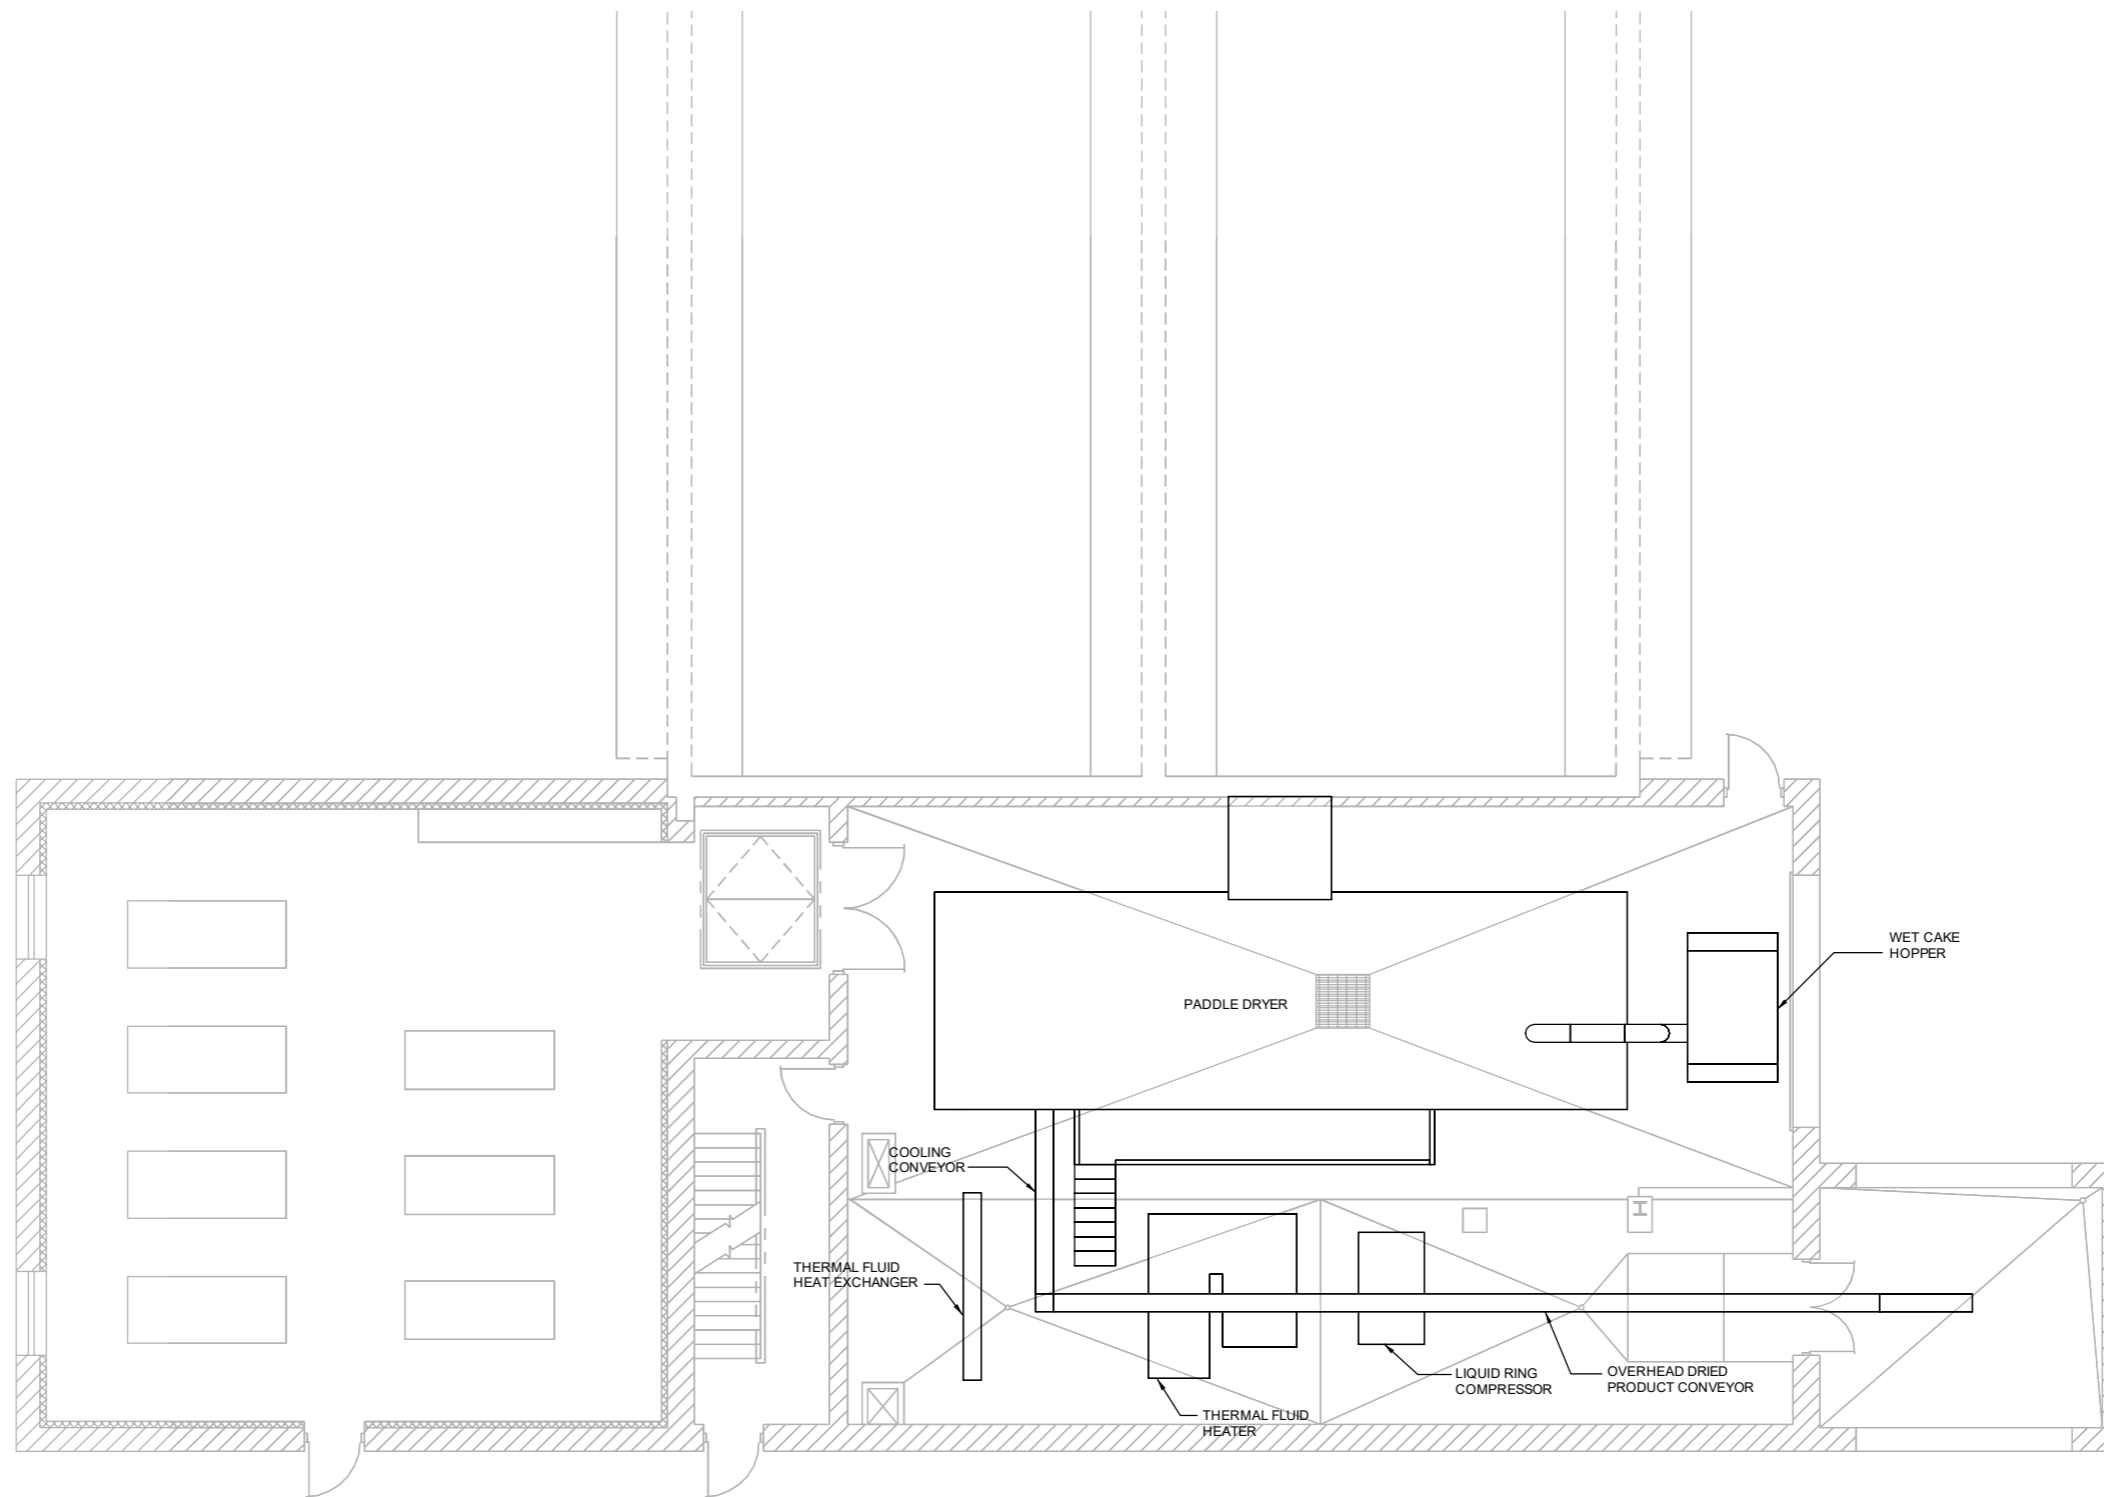 WET CAKE
HOPPER
PADDLE DRYER
COOLING
CONVEYOR
THERMAL FLUID
HEAT EXCHANGER
LIQUID RING
COMPRESSOR
OVERHEAD DRIED
PRODUCT CONVEYOR
THERMAL FLUID
HEATER